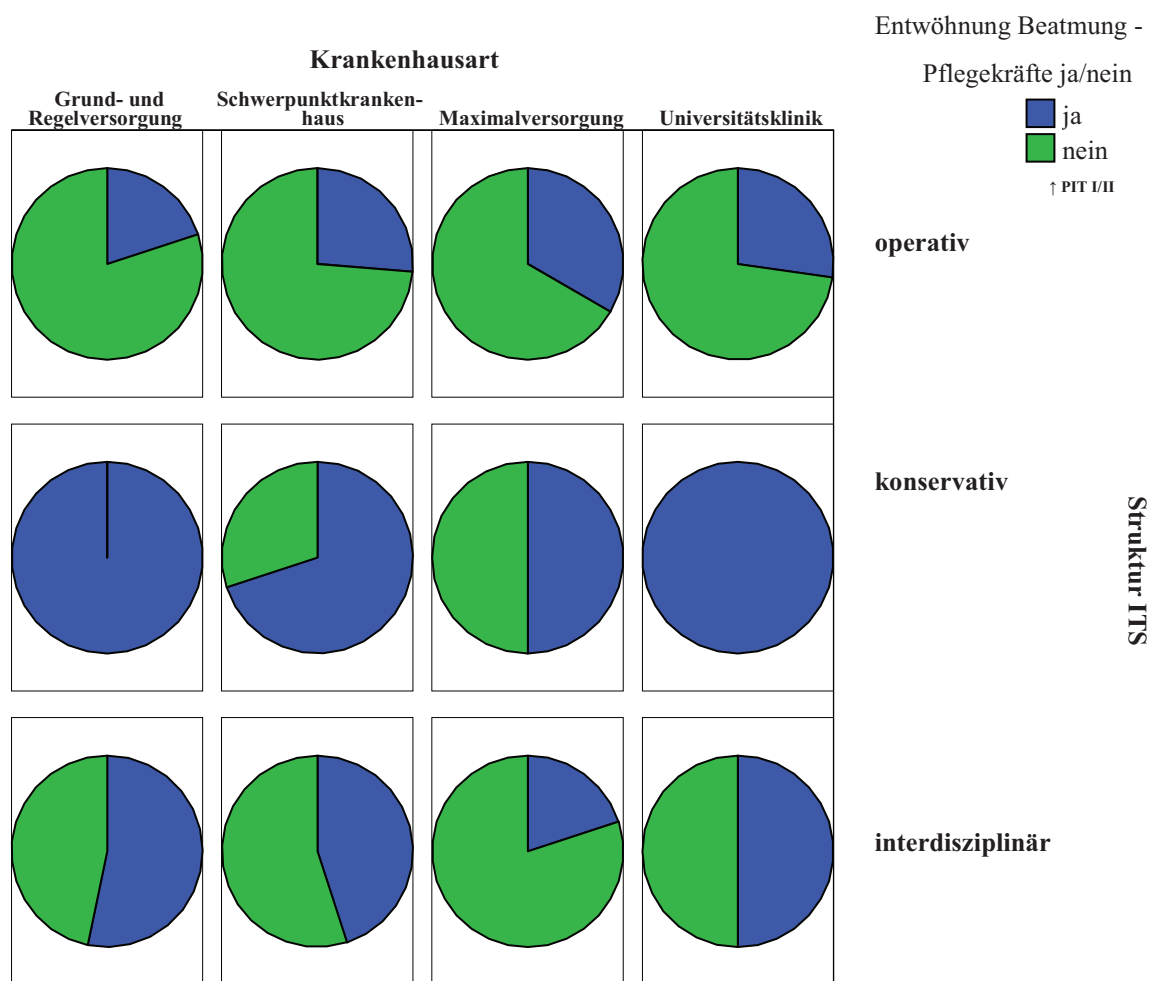 Entwöhnung Beatmung -
Pflegekräfte ja/nein
ja
nein
↑ PIT I/II
Krankenhausart
Grund- und
Regelversorgung
Schwerpunktkranken-
haus
Maximalversorgung
Universitätsklinik
operativ
konservativ
interdisziplinär
Struktur ITS